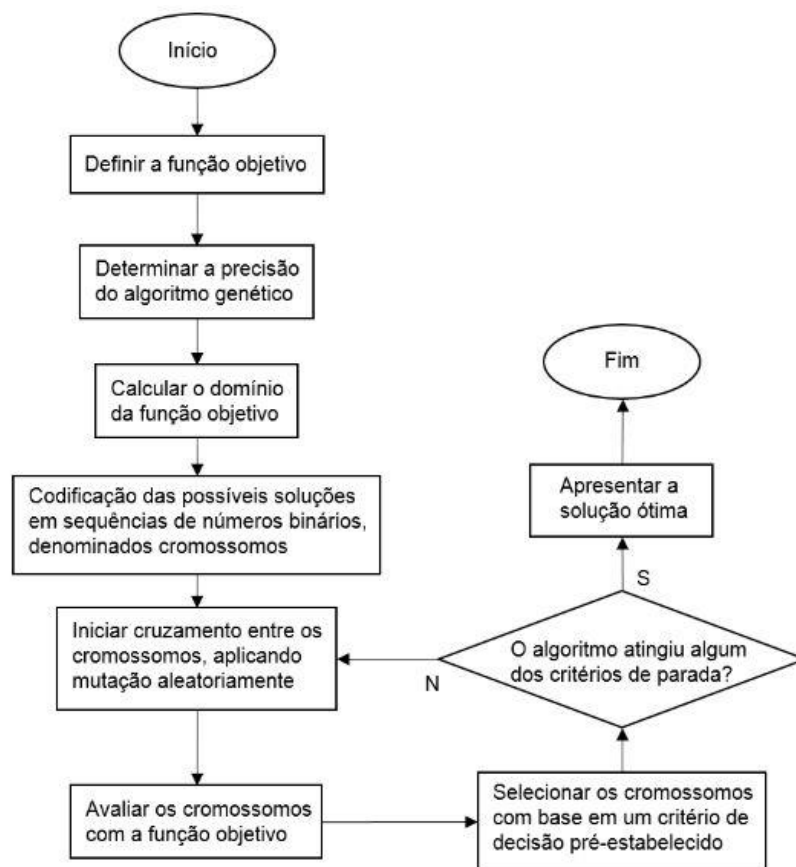 Início
Definir a função objetivo
Determinar a precisão
do algoritmo genético
Calcular o domínio
da função objetivo
Codificação das possíveis soluções
em sequências de números binários,
denominados cromossomos
Iniciar cruzamento entre os
cromossomos, aplicando
mutação aleatoriamente
Avaliar os cromossomos
com a função objetivo
Selecionar os cromossomos
com base em um critério de
decisão pré-estabelecido
O algoritmo atingiu algum
dos critérios de parada?
N
S
Apresentar a
solução ótima
Fim